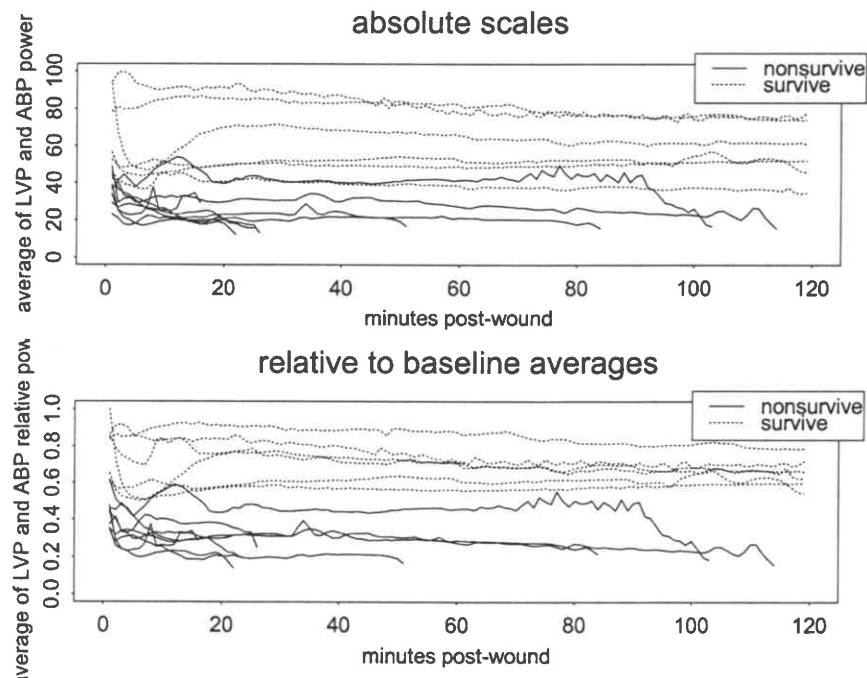 absolute scales
average of LVP and ABP power
0 20 40 60 80 100
nonsurvive
survive
0 20 40 60 80 100 120
minutes post-wound
relative to baseline averages
average of LVP and ABP relative pow
0.0 0.2 0.4 0.6 0.8 1.0
nonsurvive
survive
0 20 40 60 80 100 120
minutes post-wound